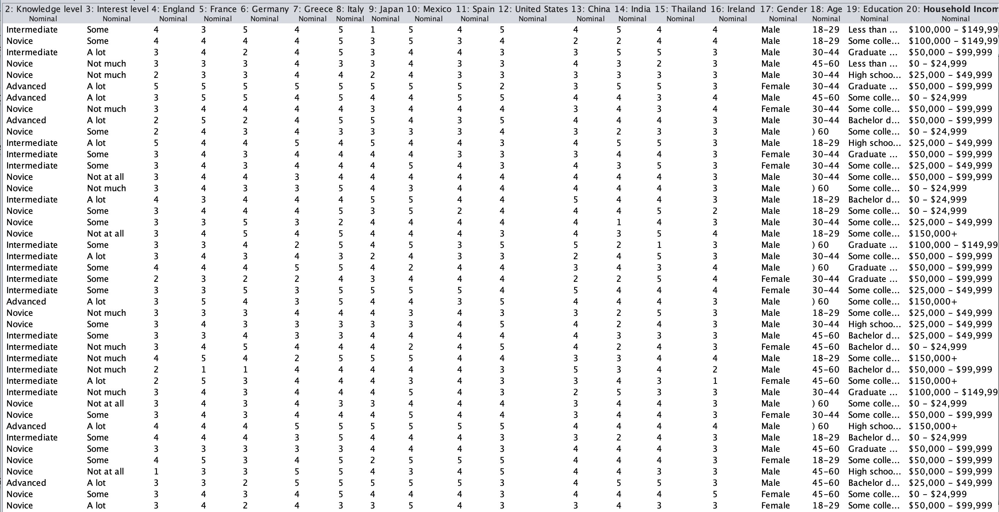 2: Knowledge level 3: Interest level 4: England 5: France 6: Germany 7: Greece 8: Italy 9: Japan 10: Mexico 11: Spain 12: United States 13: China 14: India 15: Thailand 16: Ireland 17: Gender 18: Age 19: Education 20: Household Incom
Nominal Nominal Nominal Nominal Nominal Nominal Nominal Nominal Nominal Nominal Nominal Nominal Nominal Nominal Nominal Nominal Nominal Nominal Nominal
Intermediate Some 4 3 5 4 5 1 5 4 5 4 5 4 4 Male 18-29 Less than ... $100,000 - $149,99
Novice Some 4 4 4 4 5 3 5 3 4 2 2 4 4 Male 18-29 Some colle... $100,000 - $149,99
Intermediate A lot 3 4 2 4 5 3 4 4 3 3 5 5 3 Male 30-44 Graduate ... $50,000 - $99,999
Novice Not much 3 3 3 4 3 3 4 3 3 4 3 2 3 Male 45-60 Less than ... $0 - $24,999
Novice Not much 2 3 3 4 4 2 4 3 3 3 3 3 3 Male 30-44 High schoo... $25,000 - $49,999
Advanced A lot 5 5 5 5 5 5 5 5 2 3 5 5 3 Female 30-44 Graduate ... $50,000 - $99,999
Advanced A lot 3 5 5 4 5 4 4 5 5 4 4 3 4 Male 45-60 Some colle... $0 - $24,999
Novice Not much 3 4 4 4 4 3 4 4 4 3 4 3 4 Female 30-44 Some colle... $50,000 - $99,999
Advanced A lot 2 5 2 4 5 5 4 3 5 4 4 4 3 Male 30-44 Bachelor d... $50,000 - $99,999
Novice Some 2 4 3 4 3 3 3 3 4 3 2 3 3 Male ) 60 Some colle... $0 - $24,999
Intermediate A lot 5 4 4 5 4 5 4 4 3 4 5 5 3 Male 18-29 High schoo... $25,000 - $49,999
Intermediate Some 3 4 3 4 4 4 4 3 3 3 4 4 3 Female 30-44 Graduate ... $50,000 - $99,999
Intermediate Some 3 4 3 4 4 4 5 4 3 4 3 5 3 Female 30-44 Some colle... $25,000 - $49,999
Novice Not at all 3 4 4 3 4 4 4 4 4 4 4 4 3 Male 30-44 Some colle... $50,000 - $99,999
Novice Not much 3 4 3 3 5 4 3 4 4 4 4 4 3 Male ) 60 Some colle... $0 - $24,999
Intermediate A lot 4 3 4 4 4 5 5 4 4 5 4 4 3 Male 18-29 Bachelor d... $0 - $24,999
Novice Some 3 4 4 4 5 3 5 2 4 4 4 5 2 Male 18-29 Some colle... $0 - $24,999
Novice Some 3 3 5 3 2 4 4 4 4 4 1 4 3 Male 30-44 Some colle... $25,000 - $49,999
Novice Not at all 3 4 5 4 5 4 4 4 3 4 3 5 4 Male 18-29 Some colle... $150,000+
Intermediate Some 3 3 4 2 5 4 5 3 5 5 2 1 3 Male ) 60 Graduate ... $100,000 - $149,99
Intermediate A lot 3 4 3 4 3 2 4 3 3 2 4 5 3 Male 30-44 Some colle... $50,000 - $99,999
Intermediate Some 4 4 4 5 5 4 2 4 4 3 4 3 4 Male ) 60 Graduate ... $50,000 - $99,999
Intermediate Some 2 3 2 2 4 3 4 4 4 2 2 5 4 Female 30-44 Graduate ... $50,000 - $99,999
Intermediate Some 3 3 5 3 5 5 5 5 4 5 4 4 4 Female 30-44 Some colle... $25,000 - $49,999
Advanced A lot 3 5 4 3 5 4 4 3 5 4 4 4 3 Male ) 60 Some colle... $150,000+
Novice Not much 3 3 3 4 4 4 3 4 3 3 2 5 3 Male 18-29 Some colle... $25,000 - $49,999
Novice Some 3 4 3 3 3 3 3 4 5 4 2 4 3 Male 30-44 High schoo... $25,000 - $49,999
Intermediate Some 3 3 4 3 3 4 4 4 4 4 3 3 3 Male 45-60 Bachelor d... $25,000 - $49,999
Intermediate Not much 3 4 5 4 4 4 2 4 5 4 2 4 3 Female 45-60 Bachelor d... $0 - $24,999
Intermediate Not much 4 5 4 2 5 5 5 4 4 3 3 4 4 Male 18-29 Some colle... $150,000+
Intermediate Not much 2 1 1 4 4 4 4 4 3 5 3 4 2 Male 45-60 Bachelor d... $50,000 - $99,999
Intermediate A lot 2 5 3 4 4 4 3 4 3 3 4 3 1 Female 45-60 Some colle... $150,000+
Intermediate Not much 3 4 3 4 4 4 5 4 3 2 5 3 3 Male 30-44 Graduate ... $100,000 - $149,99
Novice Not at all 3 4 3 4 3 3 4 4 4 3 4 4 3 Male ) 60 Some colle... $0 - $24,999
Novice Some 3 4 3 4 4 4 5 4 4 3 4 4 3 Female 30-44 Some colle... $50,000 - $99,999
Advanced A lot 4 4 4 5 5 5 5 5 5 4 4 4 4 Male ) 60 High schoo... $150,000+
Intermediate Some 4 4 4 3 5 4 4 4 3 3 2 4 3 Male 18-29 Bachelor d... $0 - $24,999
Novice Some 3 3 3 3 3 4 4 4 3 4 4 4 3 Male 45-60 Graduate ... $50,000 - $99,999
Novice Some 4 5 3 4 5 2 5 5 5 4 4 4 3 Female 18-29 Some colle... $50,000 - $99,999
Novice Not at all 1 3 3 5 5 4 3 4 5 4 4 3 3 Male 45-60 High schoo... $50,000 - $99,999
Advanced A lot 3 3 2 5 5 5 5 5 3 4 5 5 3 Male 45-60 Bachelor d... $25,000 - $49,999
Novice Some 3 4 3 4 5 4 4 4 3 4 4 4 5 Female 45-60 Some colle... $0 - $24,999
Novice A lot 3 4 2 4 3 3 5 4 3 3 4 3 3 Female 18-29 Some colle... $50,000 - $99,999